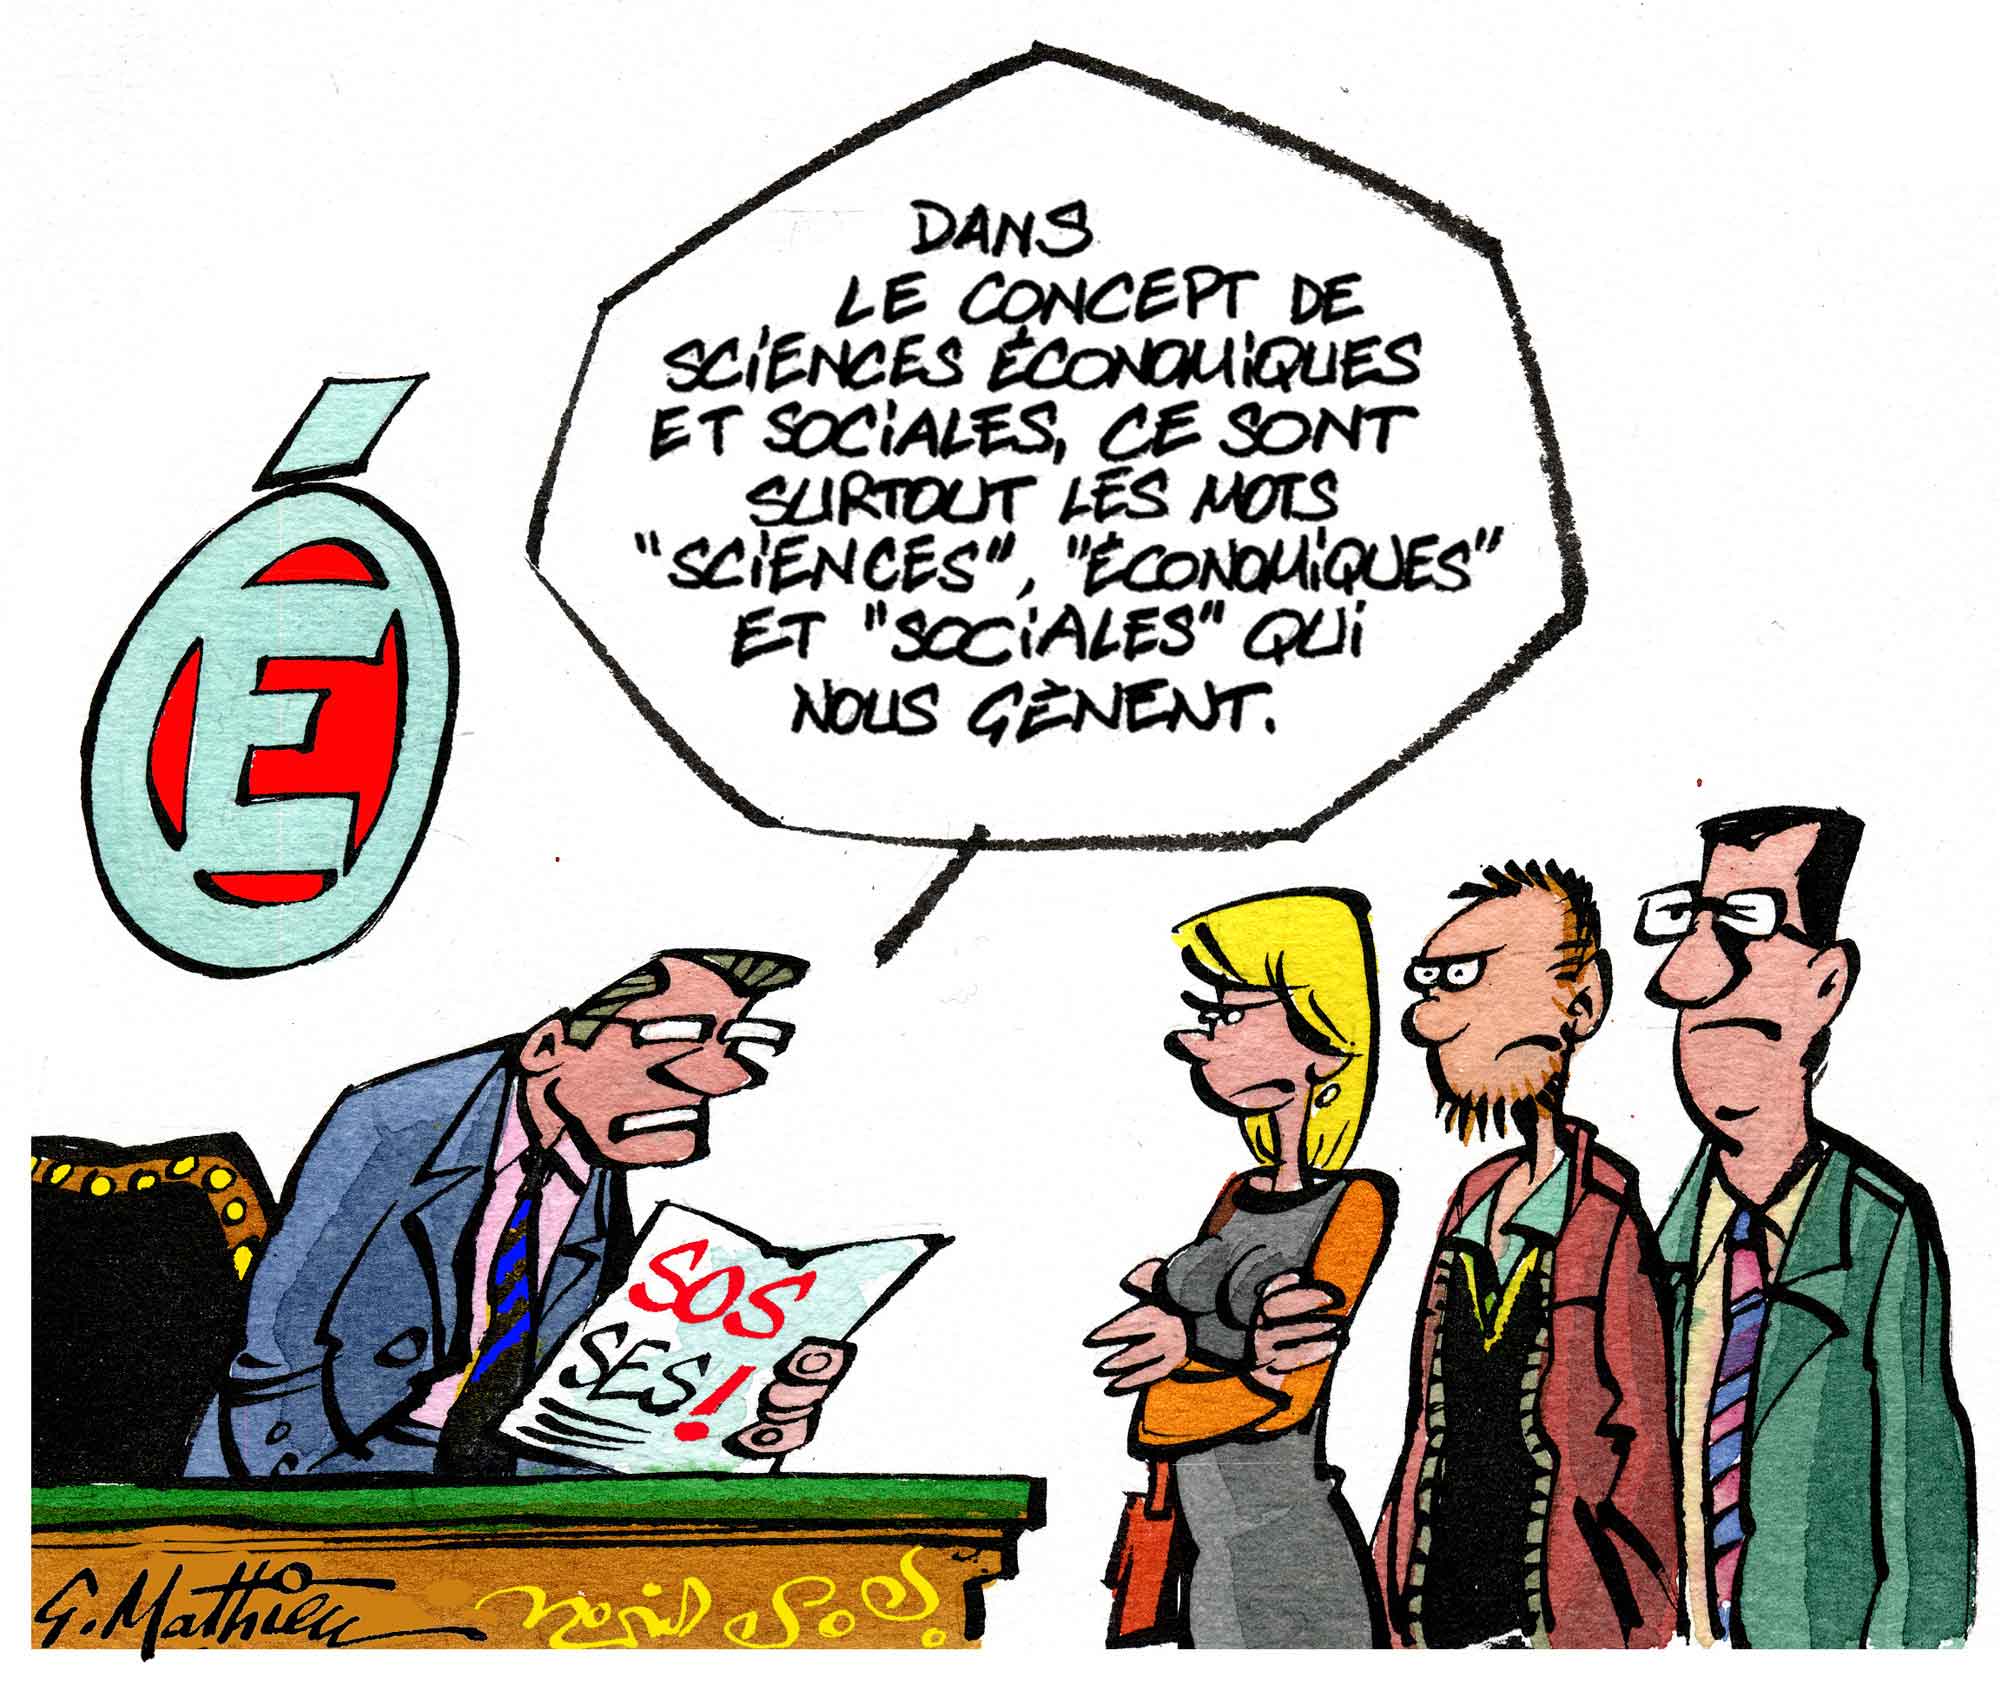 DANS
LE CONCEPT DE
SCiENCES ÉCONOMiQUES
ET SOCiALES, CE SONT
SURTOUT LES MOTS
"SCiENCES", "ÉCONOMiQUES"
ET "SOCiALES" QUi
NOUS GÈNENT.
É
SOS
SES!
G. Mathieu